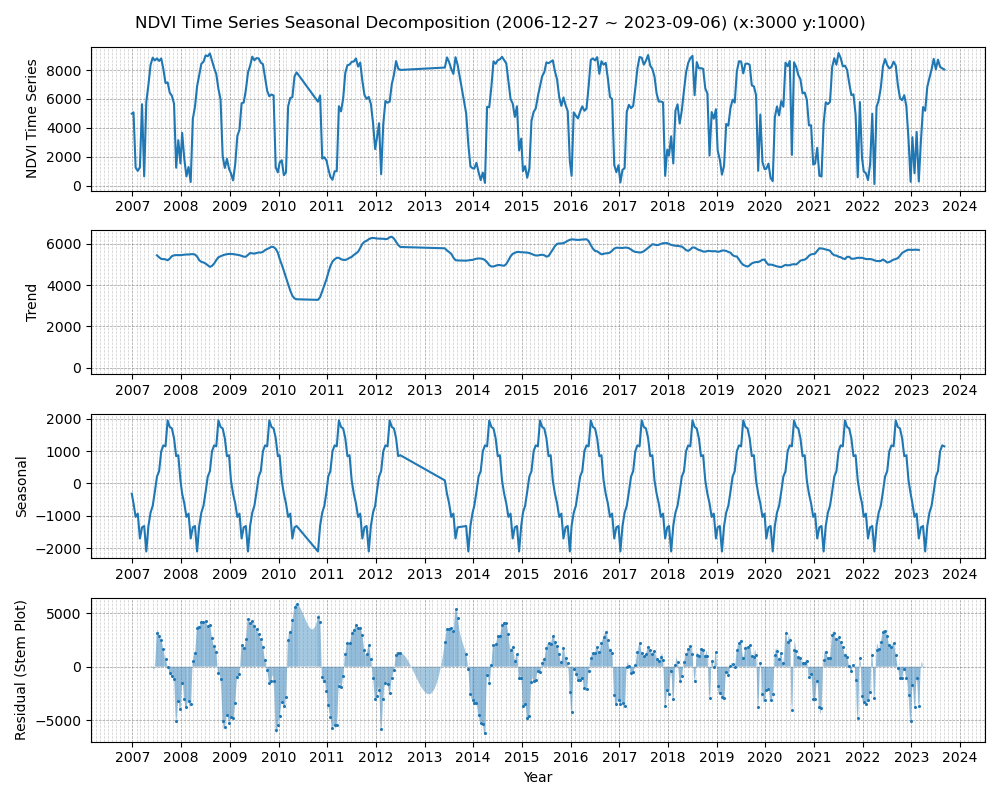 NDVI Time Series Seasonal Decomposition (2006-12-27 ~ 2023-09-06) (x:3000 y:1000)
NDVI Time Series
8000
6000
4000
2000
0
2007 2008 2009 2010 2011 2012 2013 2014 2015 2016 2017 2018 2019 2020 2021 2022 2023 2024
Trend
6000
4000
2000
0
2007 2008 2009 2010 2011 2012 2013 2014 2015 2016 2017 2018 2019 2020 2021 2022 2023 2024
Seasonal
2000
1000
0
−1000
−2000
2007 2008 2009 2010 2011 2012 2013 2014 2015 2016 2017 2018 2019 2020 2021 2022 2023 2024
Residual (Stem Plot)
5000
0
−5000
2007 2008 2009 2010 2011 2012 2013 2014 2015 2016 2017 2018 2019 2020 2021 2022 2023 2024
Year